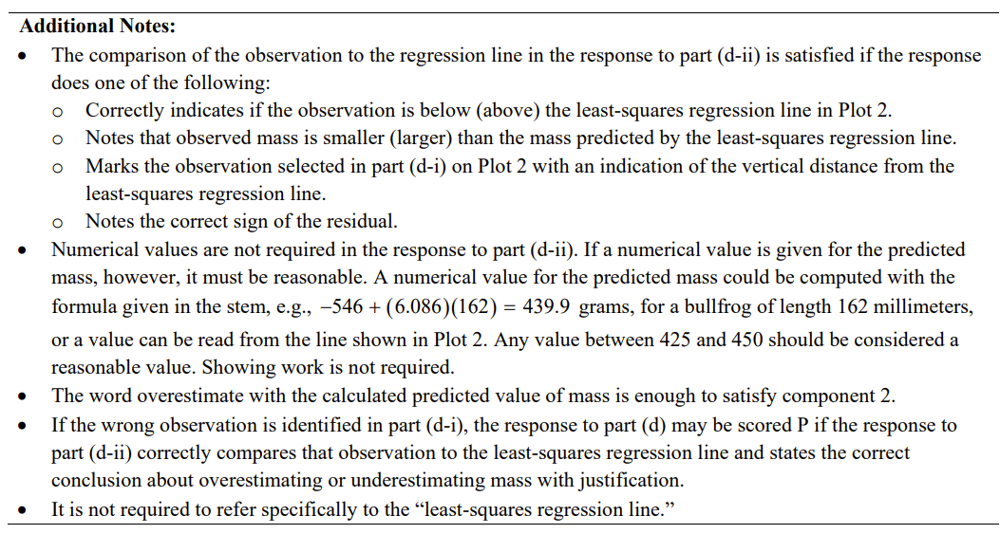 Additional Notes:
• The comparison of the observation to the regression line in the response to part (d-ii) is satisfied if the response
does one of the following:
o Correctly indicates if the observation is below (above) the least-squares regression line in Plot 2.
o Notes that observed mass is smaller (larger) than the mass predicted by the least-squares regression line.
o Marks the observation selected in part (d-i) on Plot 2 with an indication of the vertical distance from the
least-squares regression line.
o Notes the correct sign of the residual.
• Numerical values are not required in the response to part (d-ii). If a numerical value is given for the predicted
mass, however, it must be reasonable. A numerical value for the predicted mass could be computed with the
formula given in the stem, e.g., −546 + (6.086)(162) = 439.9 grams, for a bullfrog of length 162 millimeters,
or a value can be read from the line shown in Plot 2. Any value between 425 and 450 should be considered a
reasonable value. Showing work is not required.
• The word overestimate with the calculated predicted value of mass is enough to satisfy component 2.
• If the wrong observation is identified in part (d-i), the response to part (d) may be scored P if the response to
part (d-ii) correctly compares that observation to the least-squares regression line and states the correct
conclusion about overestimating or underestimating mass with justification.
• It is not required to refer specifically to the “least-squares regression line.”